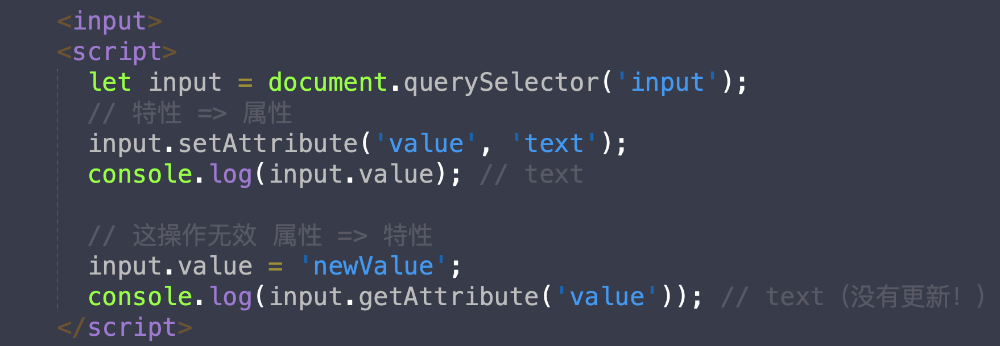 <input>
<script>
let input = document.querySelector('input');
// 特性 => 属性
input.setAttribute('value', 'text');
console.log(input.value); // text
// 这操作无效 属性 => 特性
input.value = 'newValue';
console.log(input.getAttribute('value')); // text（没有更新！）
</script>